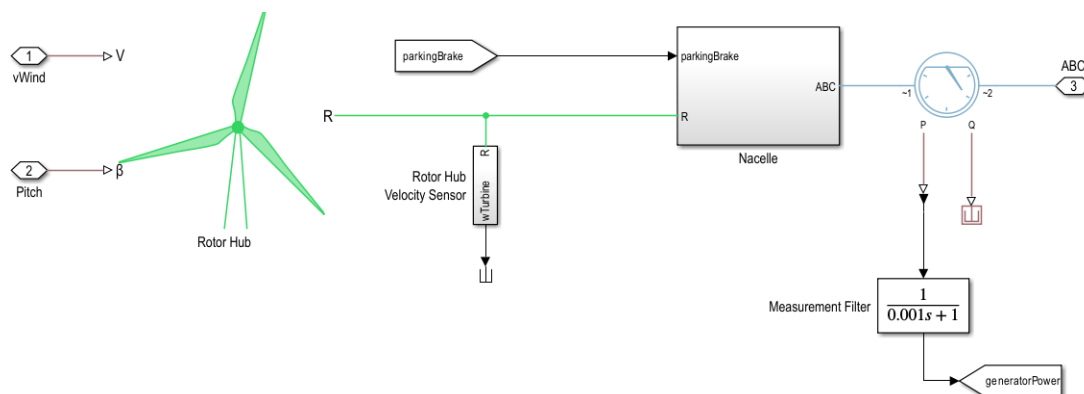 1
vWind
V
2
Pitch
β
Rotor Hub
R
parkingBrake
R
wTurbine
Rotor Hub
Velocity Sensor
parkingBrake
ABC
R
Nacelle
~1
~2
P
Q
ABC
3
Measurement Filter
1
0.001s + 1
generatorPower